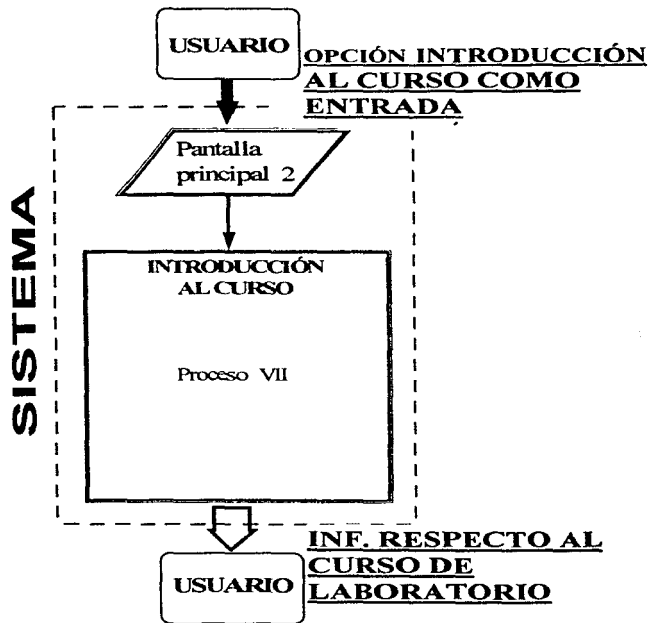 USUARIO
OPCIÓN INTRODUCCIÓN
AL CURSO COMO
ENTRADA
Pantalla
principal 2
SISTEMA
INTRODUCCIÓN
AL CURSO
Proceso VII
INF. RESPECTO AL
CURSO DE
LABORATORIO
USUARIO